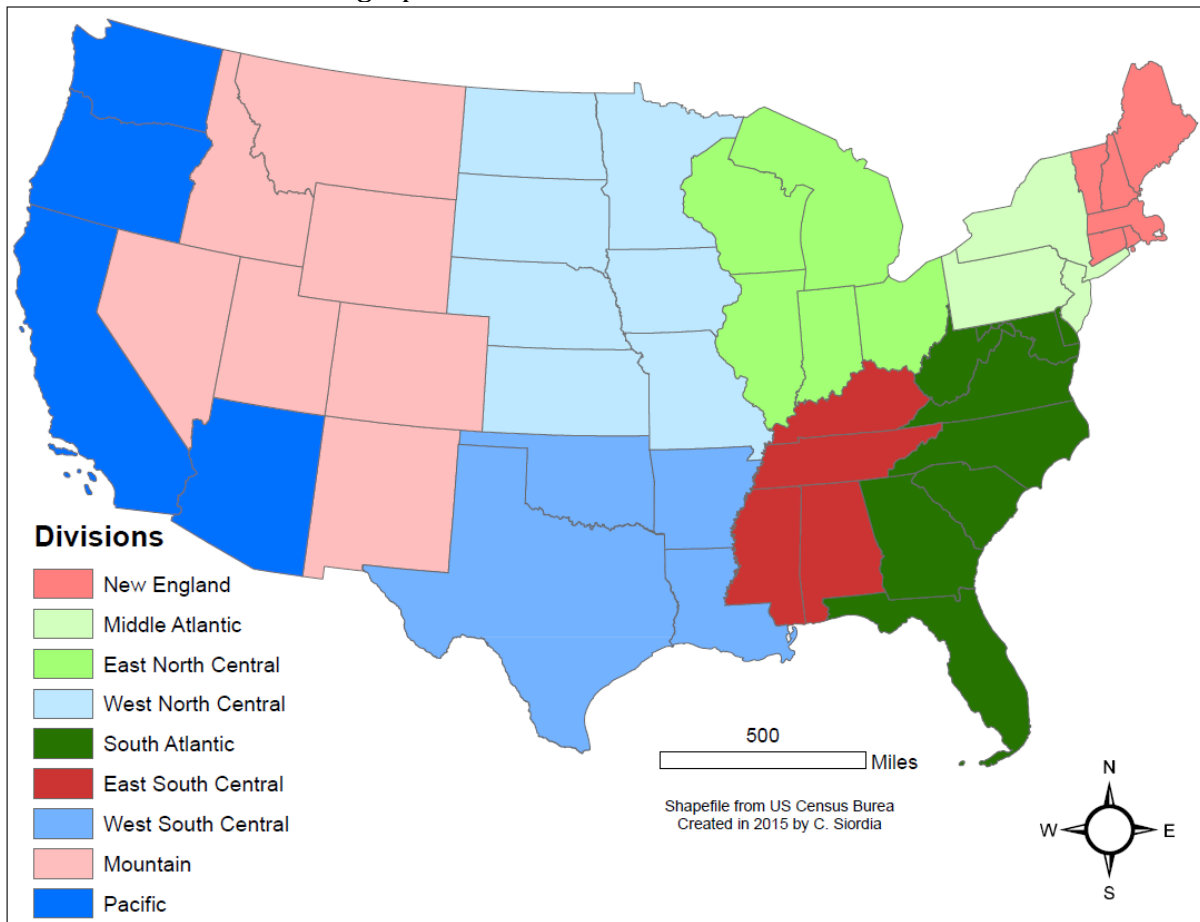 Divisions
New England
Middle Atlantic
East North Central
West North Central
South Atlantic
East South Central
West South Central
Mountain
Pacific
500
Miles
Shapefile from US Census Burea
Created in 2015 by C. Siordia
N
W E
S